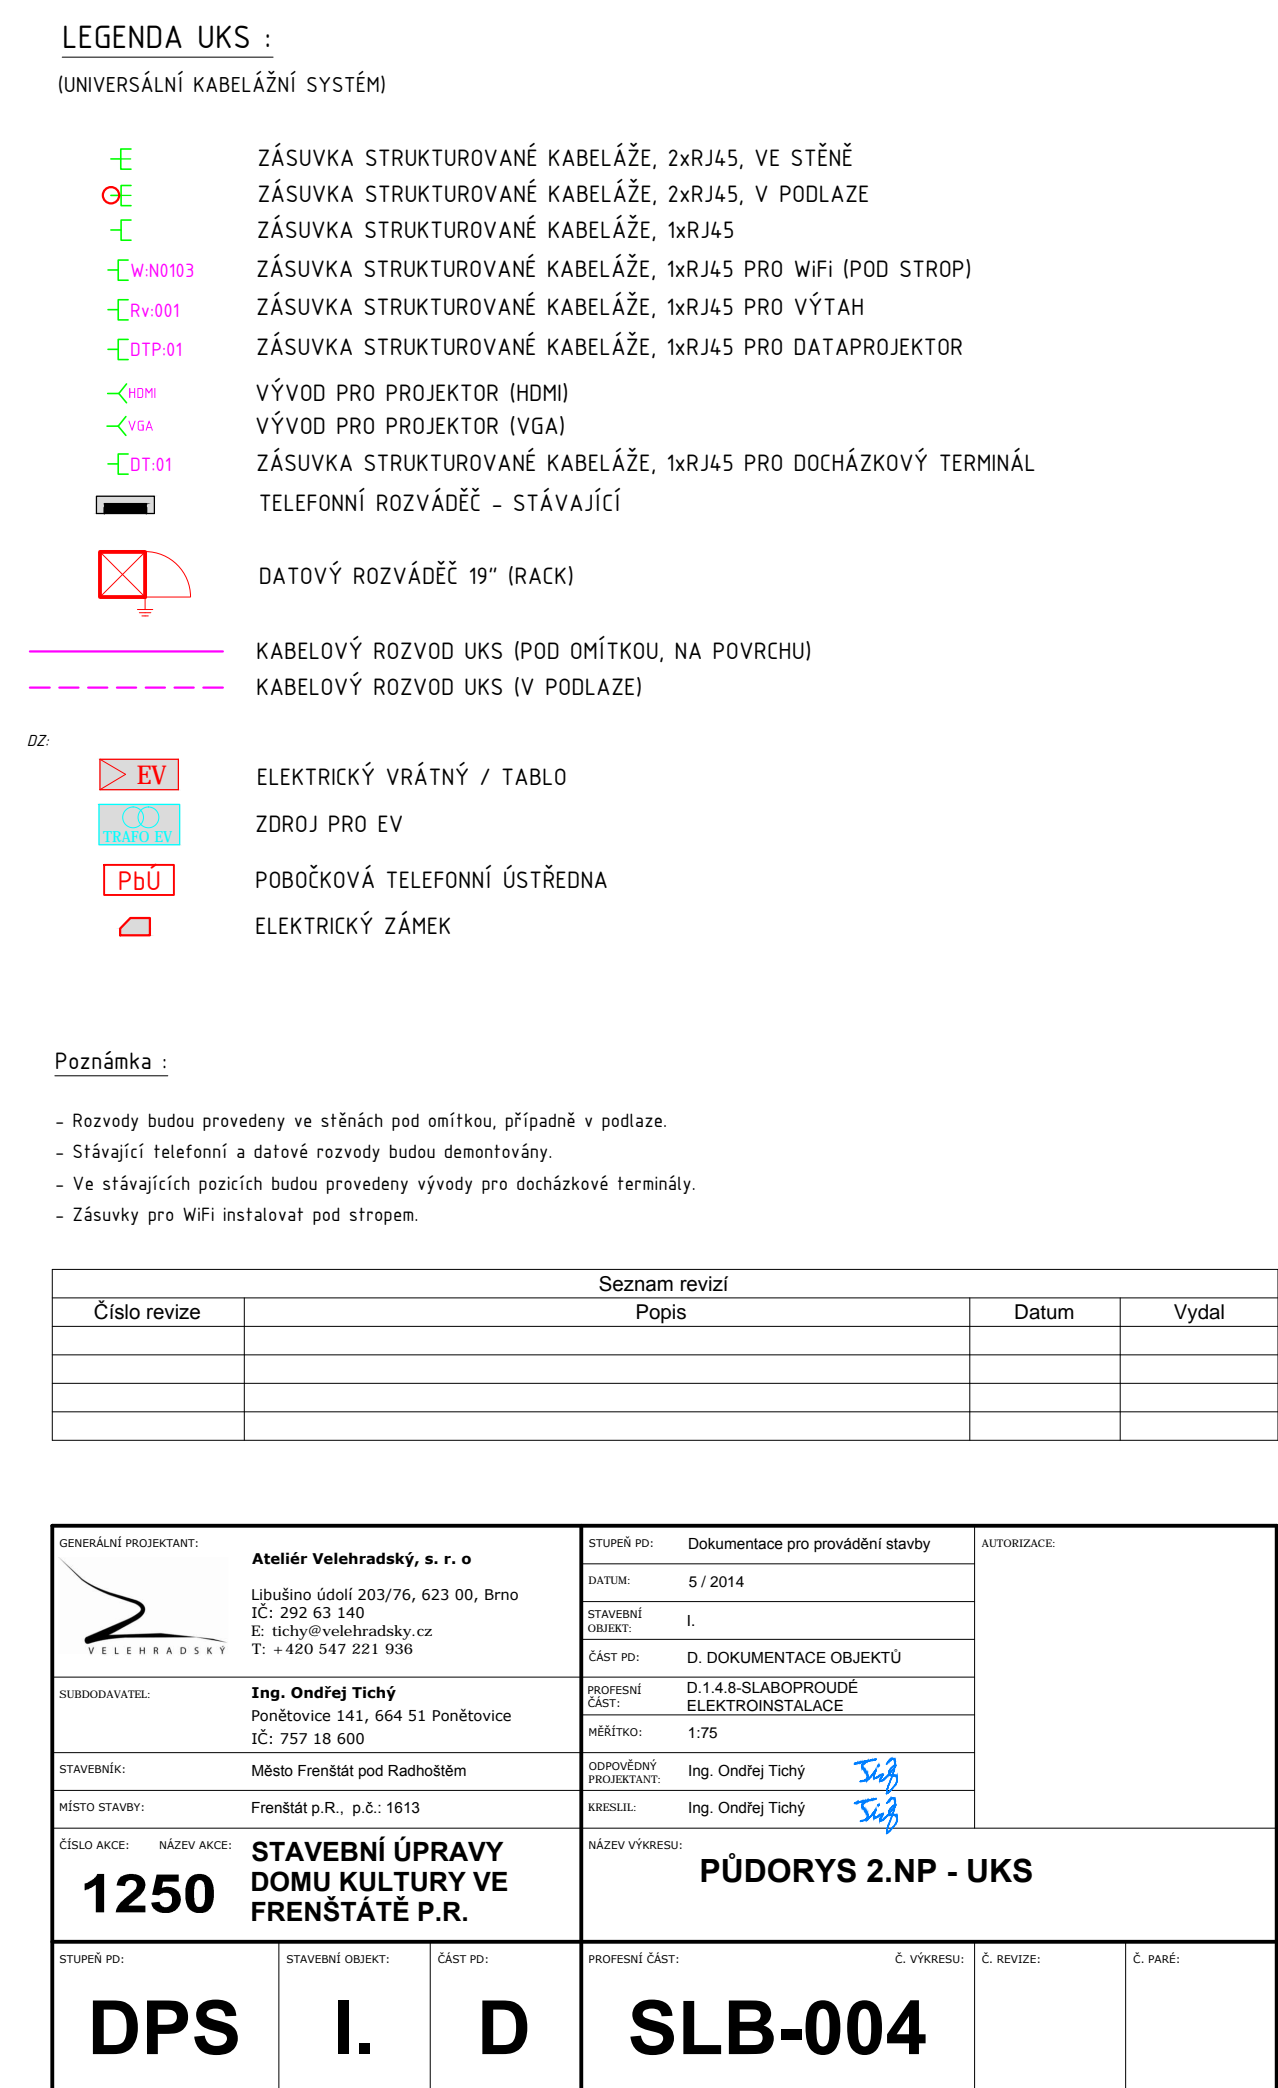 LEGENDA UKS :
(UNIVERSÁLNÍ KABELÁŽNÍ SYSTÉM)
ZÁSUVKA STRUKTUROVANÉ KABELÁŽE, 2xRJ45, VE STĚNĚ
ZÁSUVKA STRUKTUROVANÉ KABELÁŽE, 2xRJ45, V PODLAZE
ZÁSUVKA STRUKTUROVANÉ KABELÁŽE, 1xRJ45
W:N0103 ZÁSUVKA STRUKTUROVANÉ KABELÁŽE, 1xRJ45 PRO WiFi (POD STROP)
Rv:001 ZÁSUVKA STRUKTUROVANÉ KABELÁŽE, 1xRJ45 PRO VÝTAH
DTP:01 ZÁSUVKA STRUKTUROVANÉ KABELÁŽE, 1xRJ45 PRO DATAPROJEKTOR
HDMI VÝVOD PRO PROJEKTOR (HDMI)
VGA VÝVOD PRO PROJEKTOR (VGA)
DT:01 ZÁSUVKA STRUKTUROVANÉ KABELÁŽE, 1xRJ45 PRO DOCHÁZKOVÝ TERMINÁL
TELEFONNÍ ROZVÁDĚČ - STÁVAJÍCÍ
DATOVÝ ROZVÁDĚČ 19" (RACK)
KABELOVÝ ROZVOD UKS (POD OMÍTKOU, NA POVRCHU)
KABELOVÝ ROZVOD UKS (V PODLAZE)
DZ:
EV ELEKTRICKÝ VRÁTNÝ / TABLO
TRAFO EV ZDROJ PRO EV
PbÚ POBOČKOVÁ TELEFONNÍ ÚSTŘEDNA
ELEKTRICKÝ ZÁMEK
Poznámka :
- Rozvody budou provedeny ve stěnách pod omítkou, případně v podlaze.
- Stávající telefonní a datové rozvody budou demontovány.
- Ve stávajících pozicích budou provedeny vývody pro docházkové terminály.
- Zásuvky pro WiFi instalovat pod stropem.
Seznam revizí
Číslo revize Popis Datum Vydal
GENERÁLNÍ PROJEKTANT:
VELEHRADSKÝ
Ateliér Velehradský, s. r. o
Libušino údolí 203/76, 623 00, Brno
IČ: 292 63 140
E: tichy@velehradsky.cz
T: +420 547 221 936
SUBDODAVATEL: Ing. Ondřej Tichý
Ponětovice 141, 664 51 Ponětovice
IČ: 757 18 600
STAVEBNÍK: Město Frenštát pod Radhoštěm
MÍSTO STAVBY: Frenštát p.R., p.č.: 1613
STUPEŇ PD: Dokumentace pro provádění stavby
DATUM: 5 / 2014
STAVEBNÍ OBJEKT: I.
ČÁST PD: D. DOKUMENTACE OBJEKTŮ
PROFESNÍ ČÁST: D.1.4.8-SLABOPROUDÉ
ELEKTROINSTALACE
MĚŘÍTKO: 1:75
ODPOVĚDNÝ PROJEKTANT: Ing. Ondřej Tichý
KRESLIL: Ing. Ondřej Tichý
AUTORIZACE:
ČÍSLO AKCE: 1250
NÁZEV AKCE: STAVEBNÍ ÚPRAVY
DOMU KULTURY VE
FRENŠTÁTĚ P.R.
NÁZEV VÝKRESU:
PŮDORYS 2.NP - UKS
STUPEŇ PD: STAVEBNÍ OBJEKT: ČÁST PD: PROFESNÍ ČÁST: Č. VÝKRESU: Č. REVIZE: Č. PARÉ:
DPS I. D SLB-004